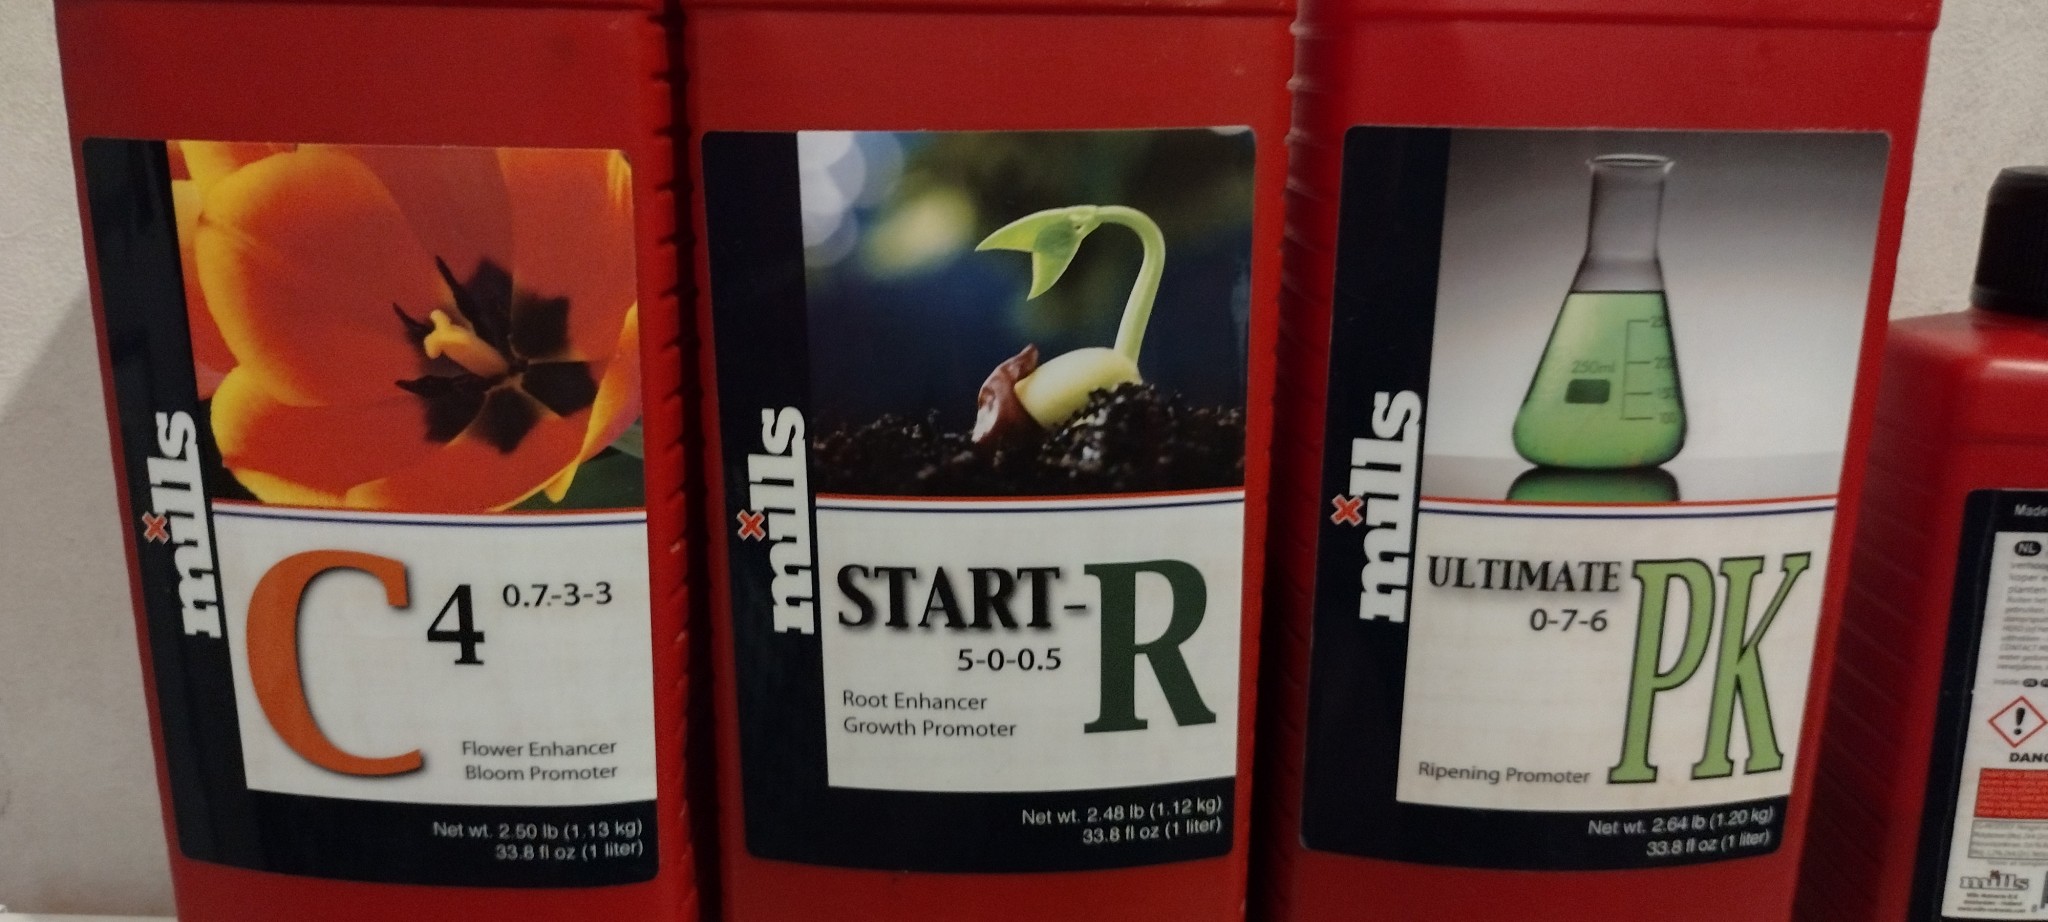 mills
C 4 0.7-3-3
Flower Enhancer
Bloom Promoter
Net wt. 2.50 lb (1.13 kg)
33.8 fl oz (1 liter)
mills
START-R
5-0-0.5
Root Enhancer
Growth Promoter
Net wt. 2.48 lb (1.12 kg)
33.8 fl oz (1 liter)
mills
250ml
ULTIMATE PK
0-7-6
Ripening Promoter
Net wt. 2.64 lb (1.20 kg)
33.8 fl oz (1 liter)
Made
NL
DANG
mills